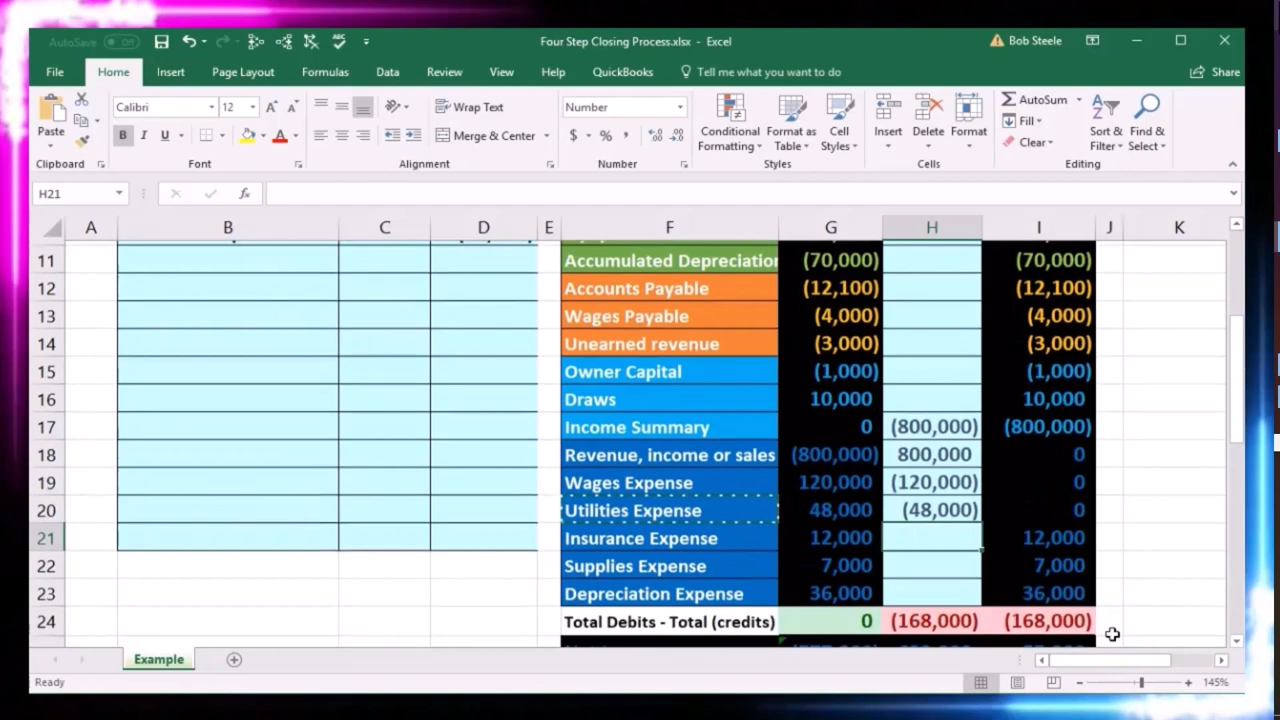 AutoSave Off Four Step Closing Process.xlsx - Excel Bob Steele
File Home Insert Page Layout Formulas Data Review View Help QuickBooks Tell me what you want to do Share
Paste
Calibri 12
B I U
Wrap Text
Merge & Center
Number
$ % ,
Conditional Formatting
Format as Table
Cell Styles
Insert Delete Format
AutoSum
Fill
Clear
Sort & Filter
Find & Select
Clipboard Font Alignment Number Styles Cells Editing
H21 fx
A B C D E F G H I J K
11 Accumulated Depreciation (70,000) (70,000)
12 Accounts Payable (12,100) (12,100)
13 Wages Payable (4,000) (4,000)
14 Unearned revenue (3,000) (3,000)
15 Owner Capital (1,000) (1,000)
16 Draws 10,000 10,000
17 Income Summary 0 (800,000) (800,000)
18 Revenue, income or sales (800,000) 800,000 0
19 Wages Expense 120,000 (120,000) 0
20 Utilities Expense 48,000 (48,000) 0
21 Insurance Expense 12,000 12,000
22 Supplies Expense 7,000 7,000
23 Depreciation Expense 36,000 36,000
24 Total Debits - Total (credits) 0 (168,000) (168,000)
Example
Ready 145%